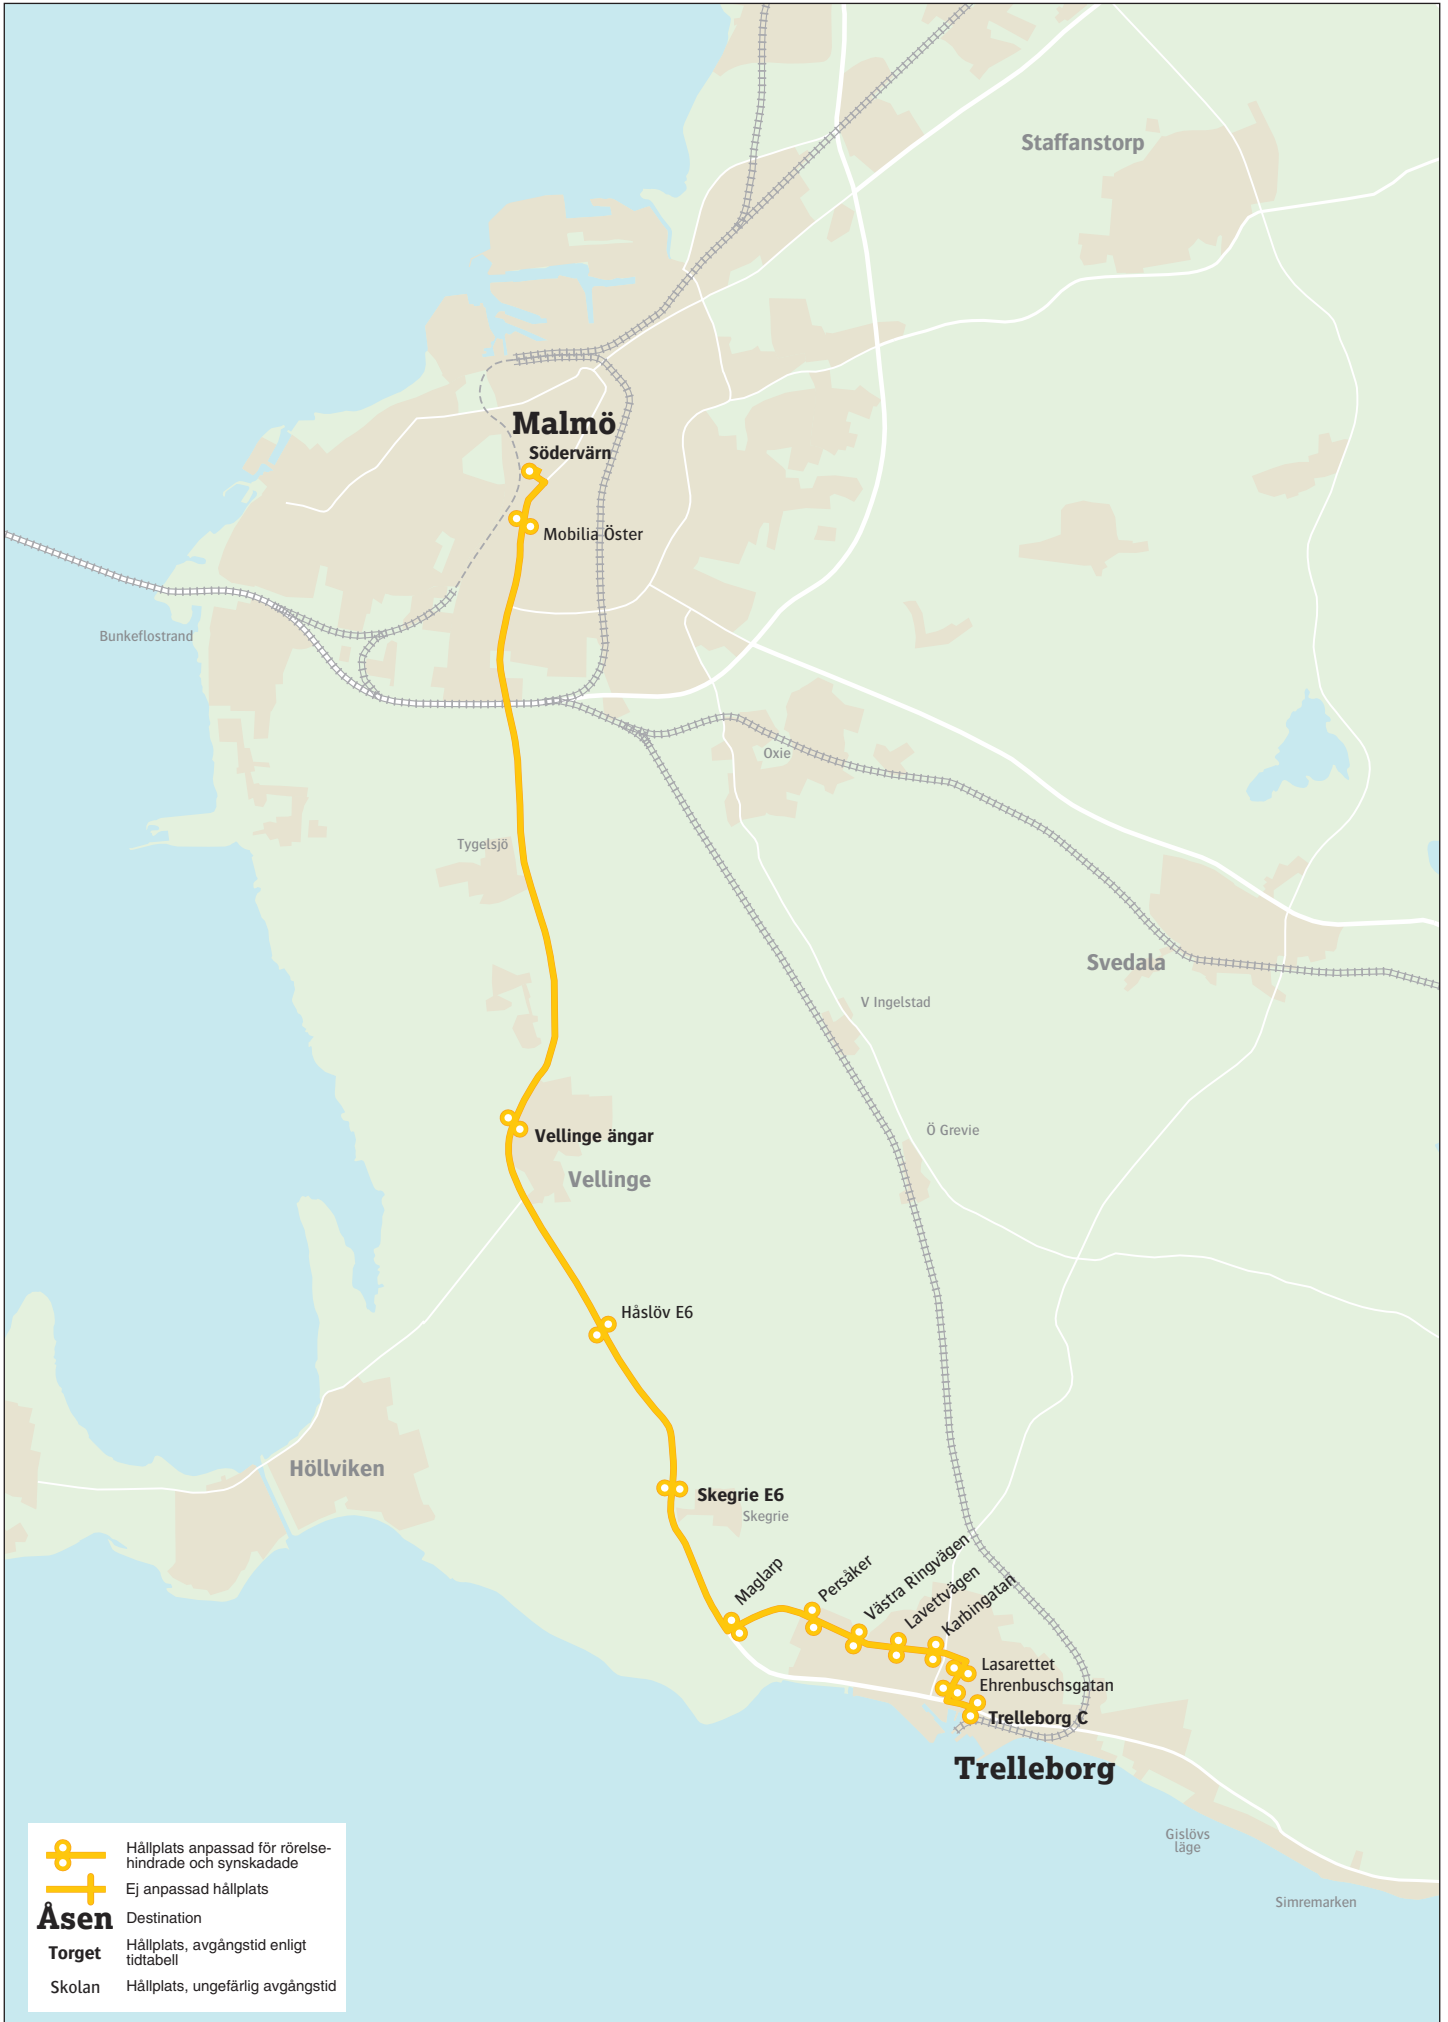 Staffanstorp
Malmö
Södervärn
Mobilia Öster
Bunkeflostrand
Oxie
Tygelsjö
Svedala
V Ingelstad
Ö Grevie
Vellinge ängar
Vellinge
Håslöv E6
Höllviken
Skegrie E6
Skegrie
Maglarp
Persåker
Västra Ringvägen
Lavettvägen
Karbingatan
Lasarettet
Ehrenbuschsgatan
Trelleborg C
Trelleborg
Gislövs
läge
Simremarken
Hållplats anpassad för rörelse-
hindrade och synskadade
Ej anpassad hållplats
Åsen Destination
Torget Hållplats, avgångstid enligt
tidtabell
Skolan Hållplats, ungefärlig avgångstid